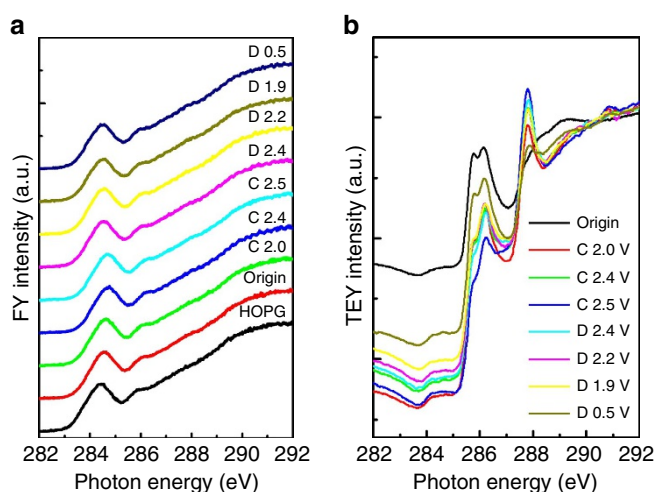 a
D 0.5
D 1.9
D 2.2
D 2.4
C 2.5
C 2.4
C 2.0
Origin
HOPG
FY intensity (a.u.)
282 284 286 288 290 292
Photon energy (eV)
b
Origin
C 2.0 V
C 2.4 V
C 2.5 V
D 2.4 V
D 2.2 V
D 1.9 V
D 0.5 V
TEY intensity (a.u.)
282 284 286 288 290 292
Photon energy (eV)